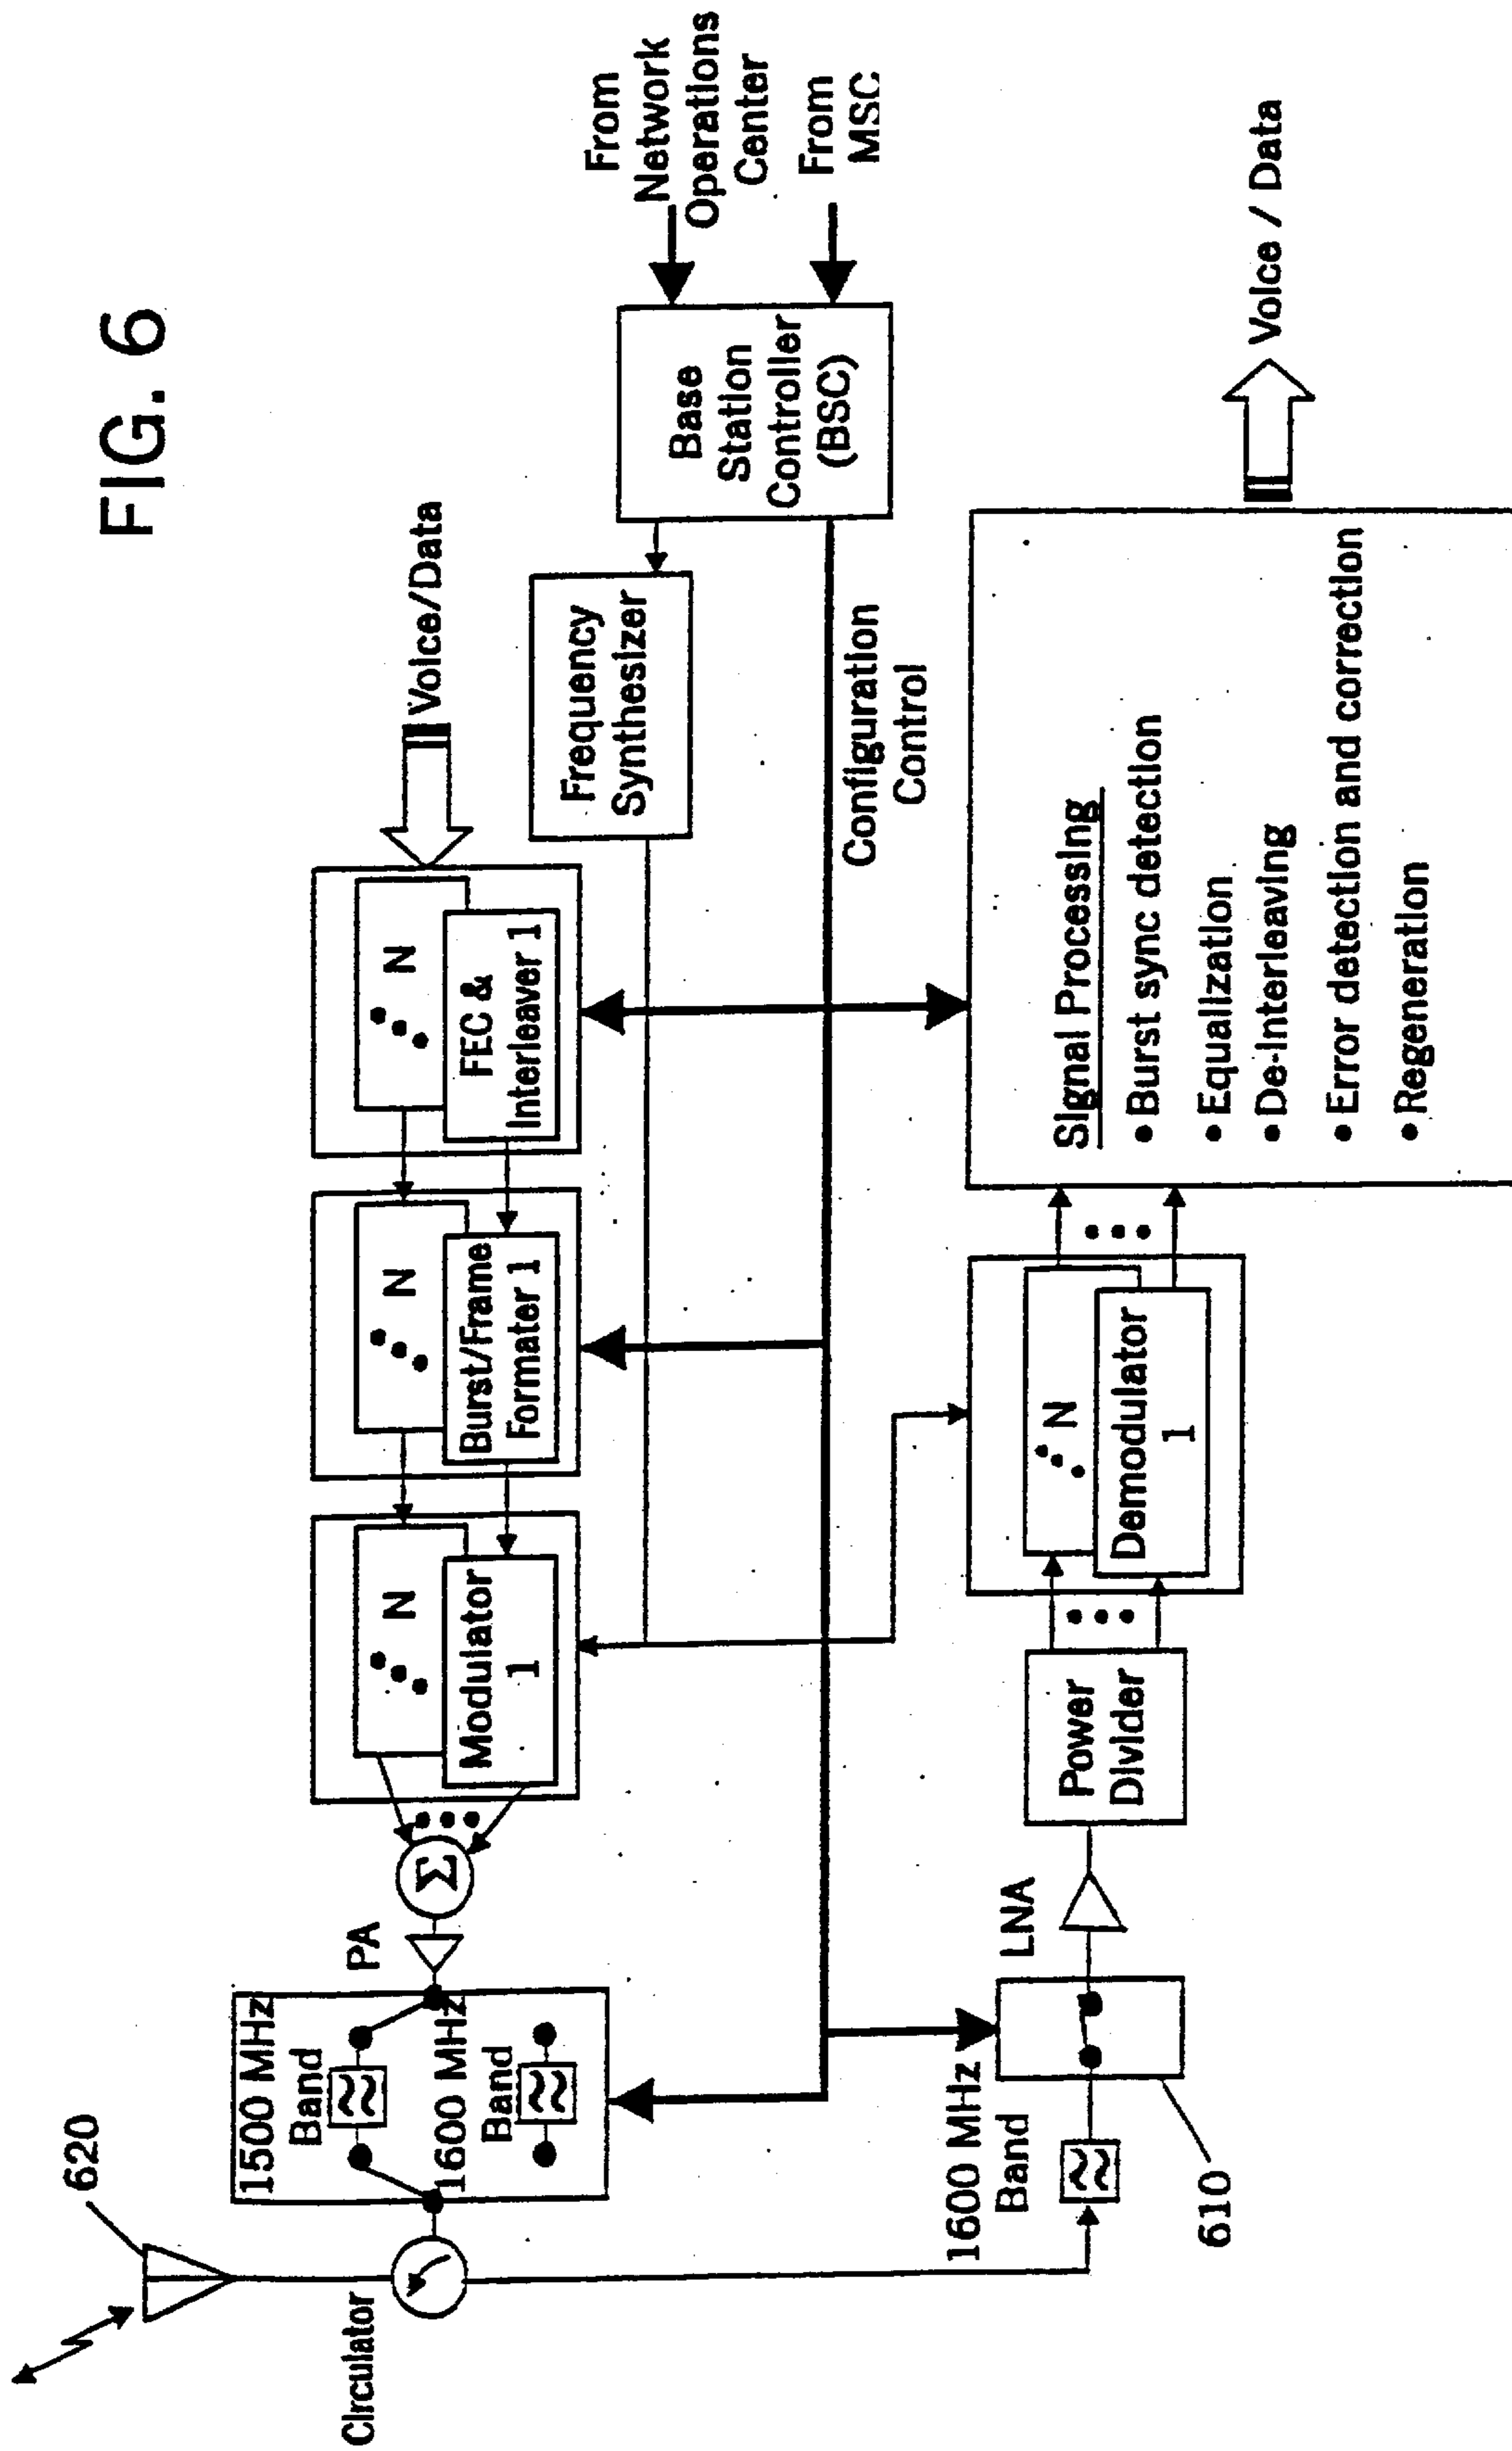 FIG. 6
620
Circulator
1500 MHz
Band
1600 MHz
Band
PA
Σ
N
Modulator
1
N
Burst/Frame
Formater 1
N
FEC &
Interleaver 1
Voice/Data
Frequency
Synthesizer
Base
Station
Controller
(BSC)
From
Network
Operations
Center
From
MSC
Configuration
Control
1600 MHz
Band
610
LNA
Power
Divider
N
Demodulator
1
Signal Processing
• Burst sync detection
• Equalization
• De-Interleaving
• Error detection and correction
• Regeneration
Voice / Data